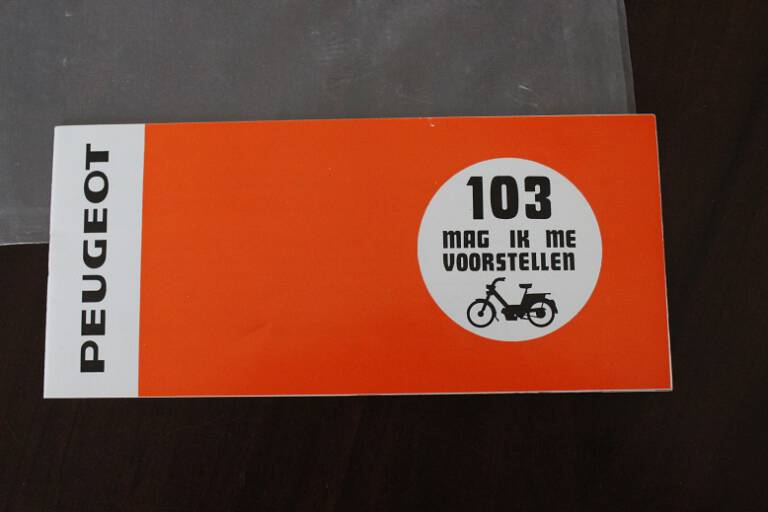 PEUGEOT
103
MAG IK ME
VOORSTELLEN